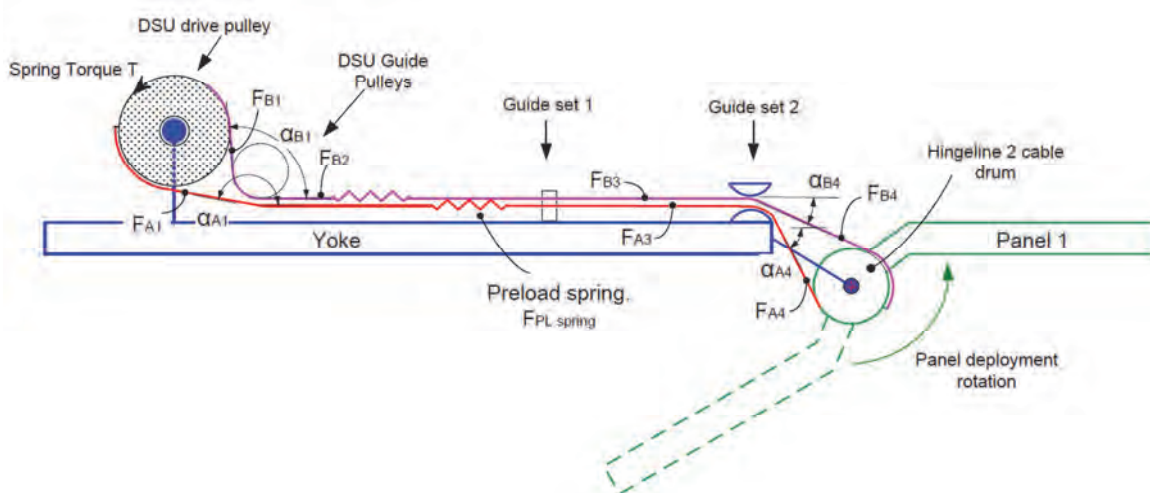 DSU drive pulley
Spring Torque T
DSU Guide
Pulleys
FB1
αB1
FB2
Guide set 1
Guide set 2
Hingeline 2 cable
drum
FB3
αB4
FB4
FA1
αA1
Yoke
FA3
Panel 1
αA4
Preload spring.
FPL spring
FA4
Panel deployment
rotation